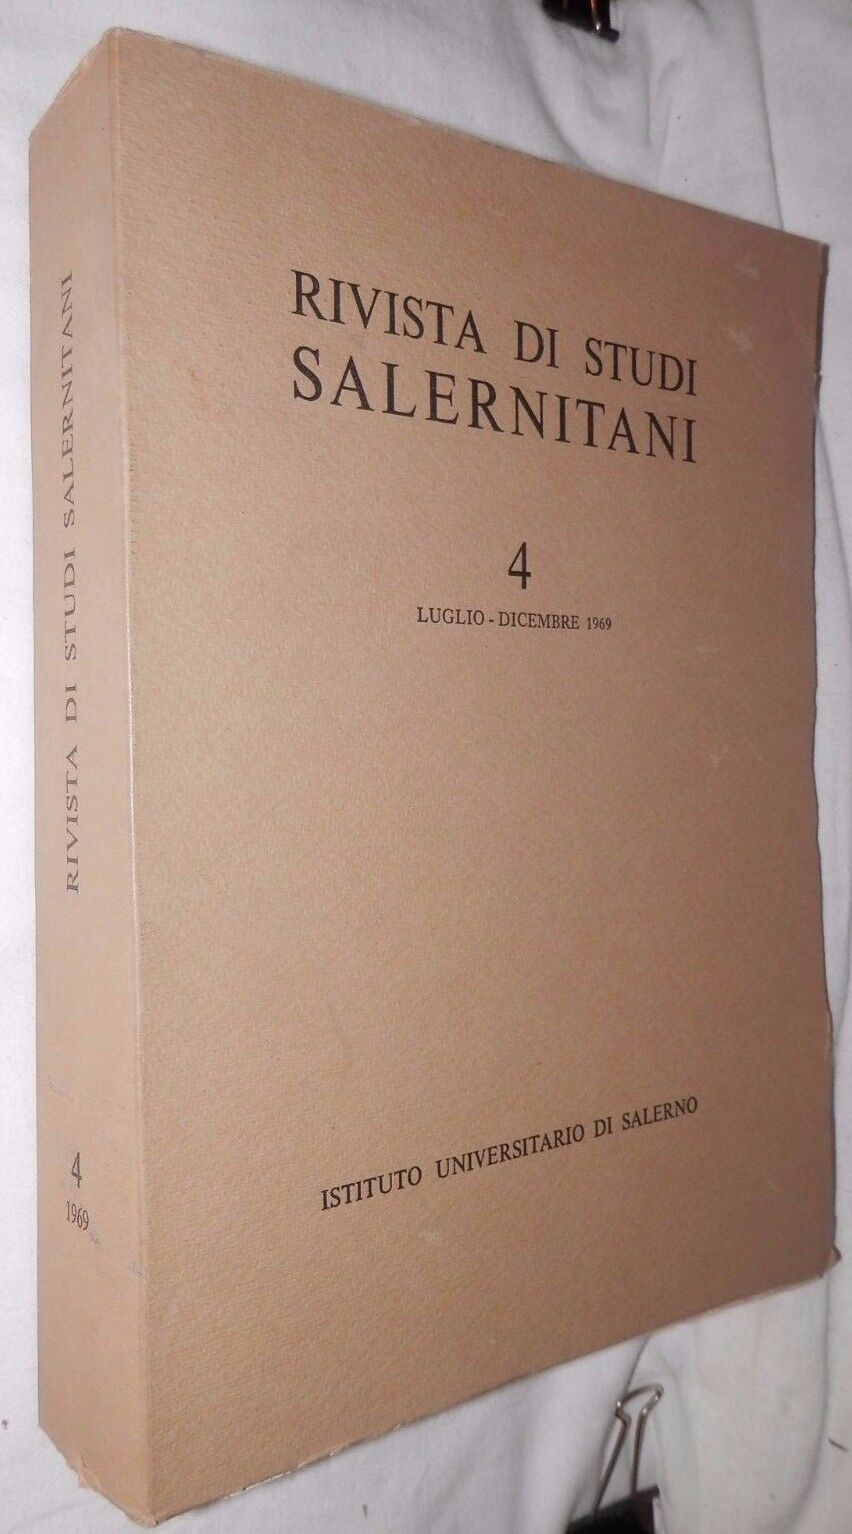 RIVISTA DI STUDI
SALERNITANI
4
LUGLIO - DICEMBRE 1969
ISTITUTO UNIVERSITARIO DI SALERNO
RIVISTA DI STUDI SALERNITANI
4
1969